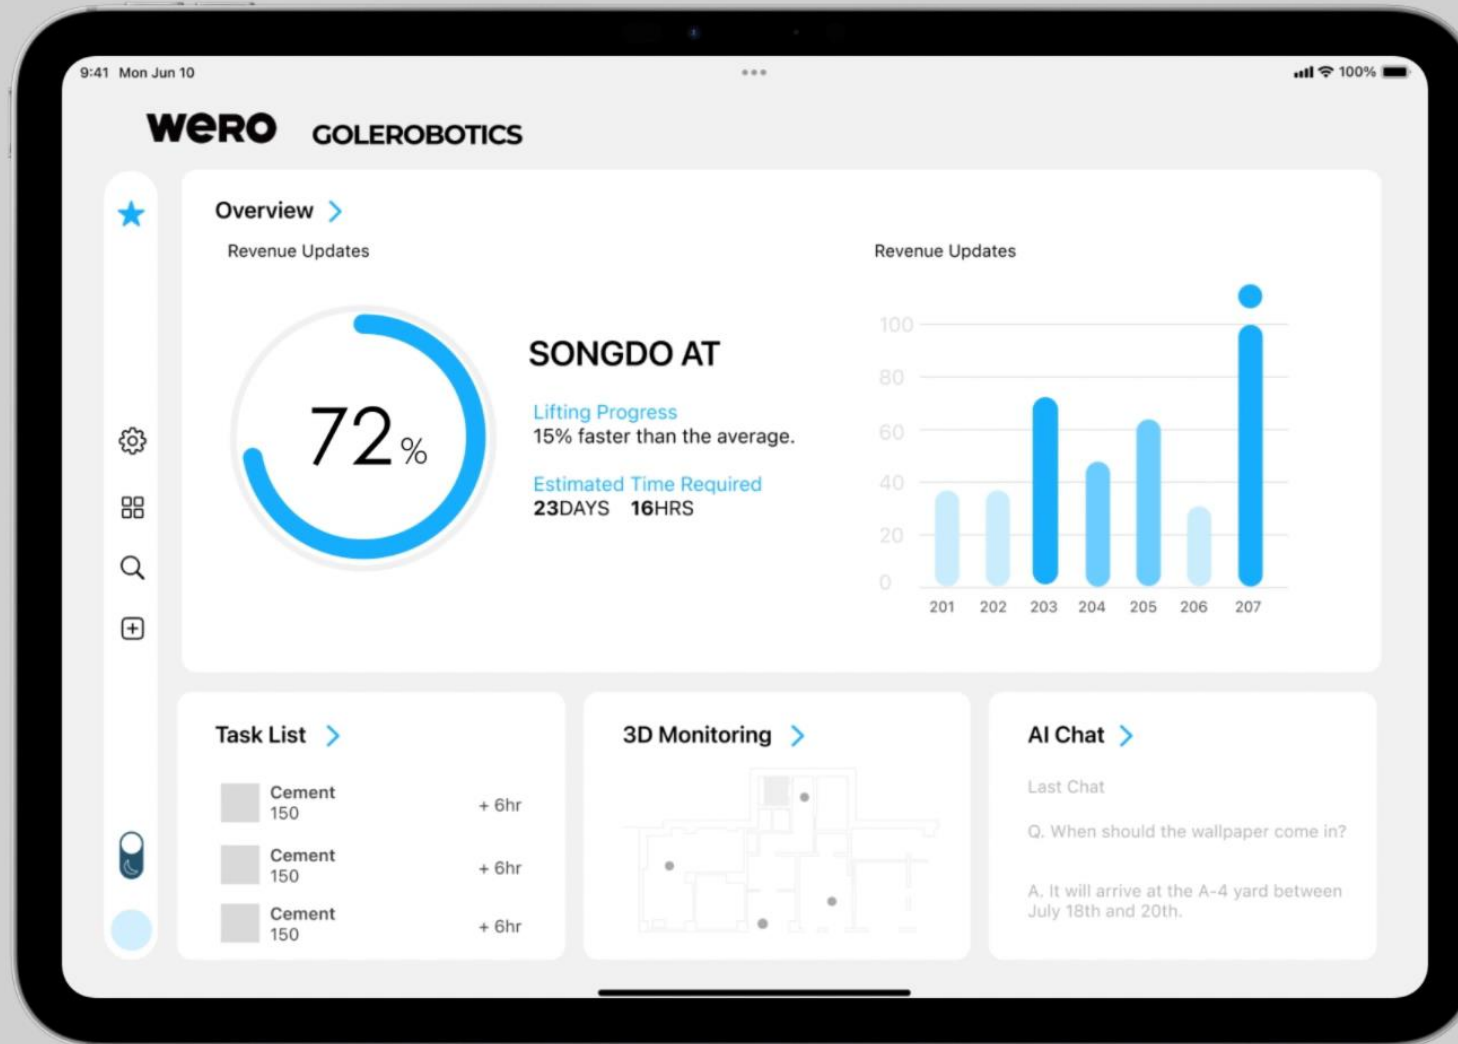 9:41 Mon Jun 10
100%
WERO GOLEROBOTICS
Overview
Revenue Updates
72%
SONGDO AT
Lifting Progress
15% faster than the average.
Estimated Time Required
23DAYS 16HRS
Revenue Updates
100
80
60
40
20
0
201 202 203 204 205 206 207
Task List
Cement
150
+ 6hr
Cement
150
+ 6hr
Cement
150
+ 6hr
3D Monitoring
AI Chat
Last Chat
Q. When should the wallpaper come in?
A. It will arrive at the A-4 yard between
July 18th and 20th.